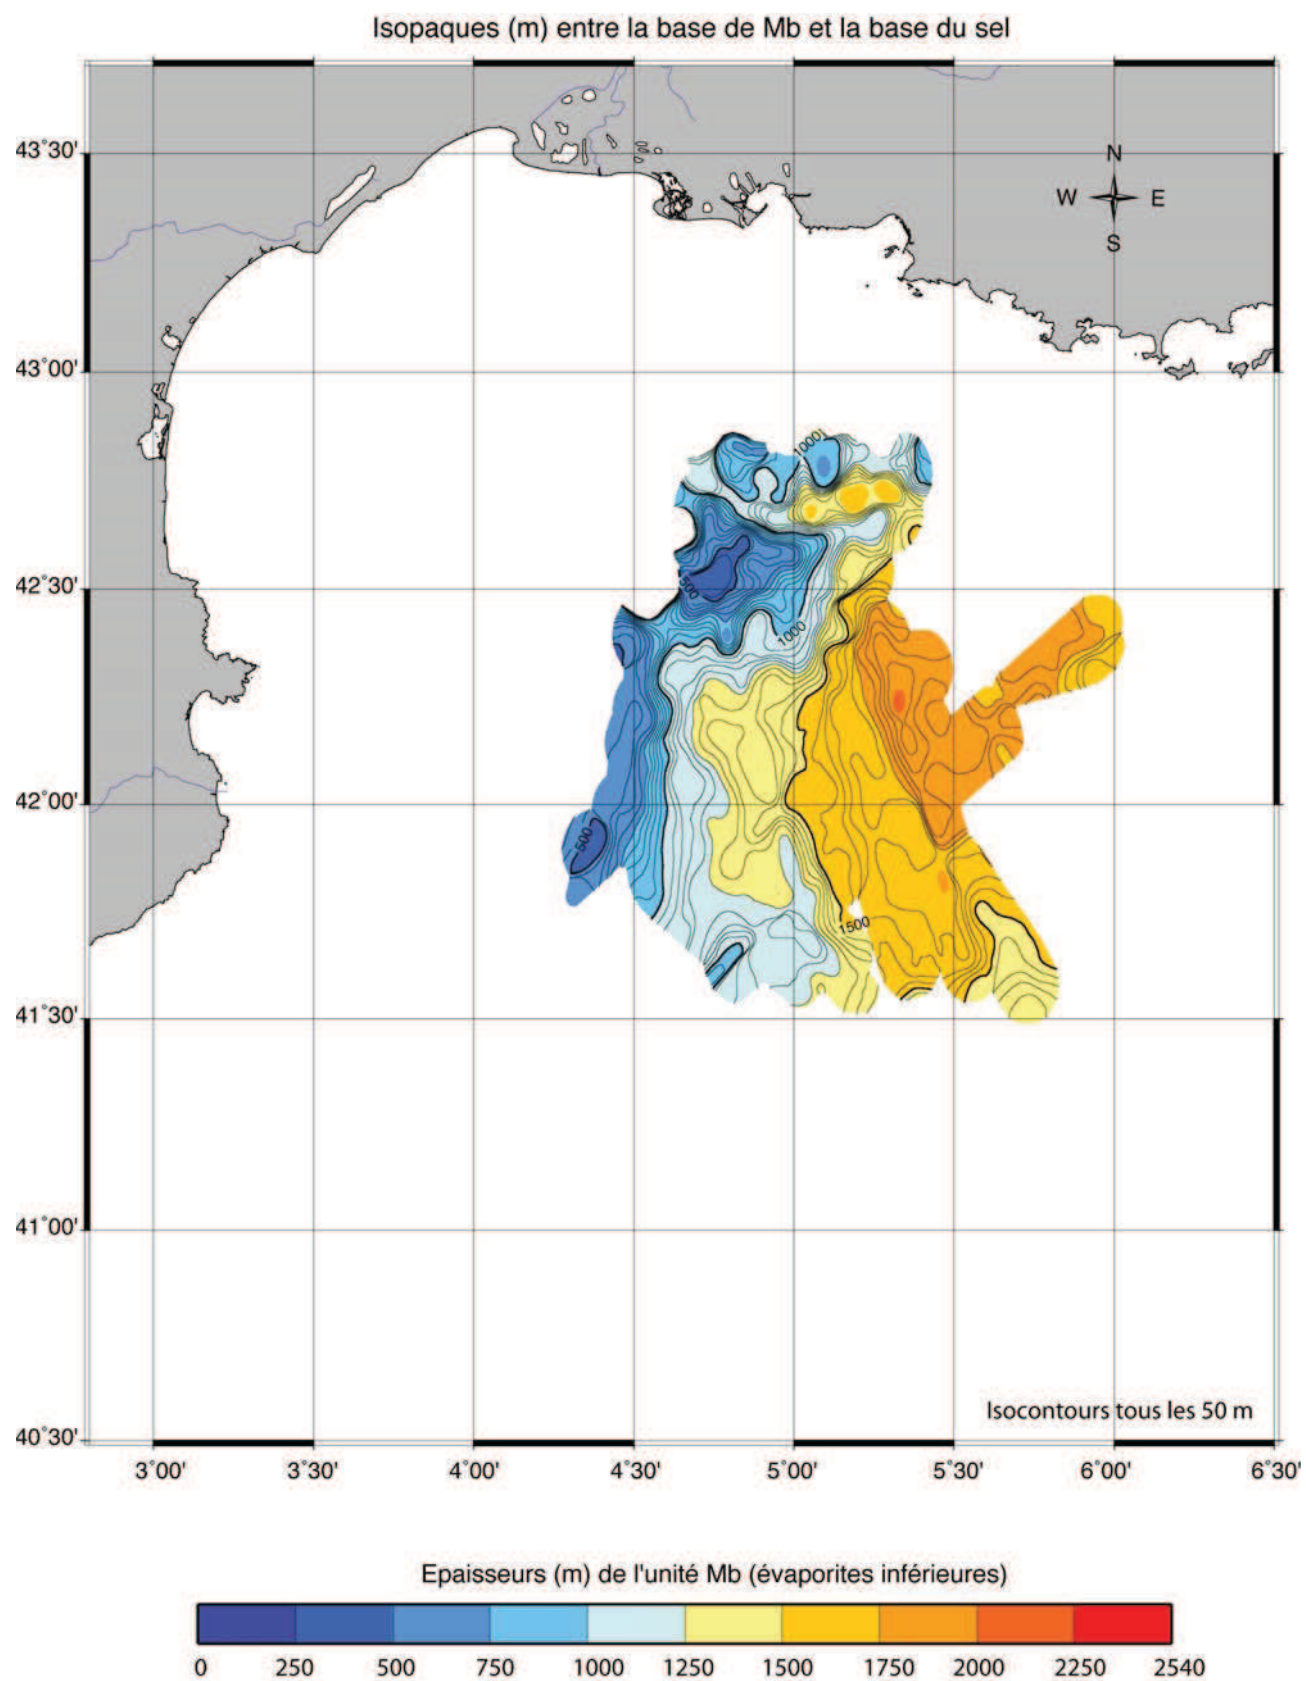 Isopaques (m) entre la base de Mb et la base du sel
43˚30'
N
W E
S
43˚00'
1000
42˚30'
500
1000
42˚00'
500
1500
41˚30'
41˚00'
Isocontours tous les 50 m
40˚30'
3˚00' 3˚30' 4˚00' 4˚30' 5˚00' 5˚30' 6˚00' 6˚30'
Epaisseurs (m) de l'unité Mb (évaporites inférieures)
0 250 500 750 1000 1250 1500 1750 2000 2250 2540